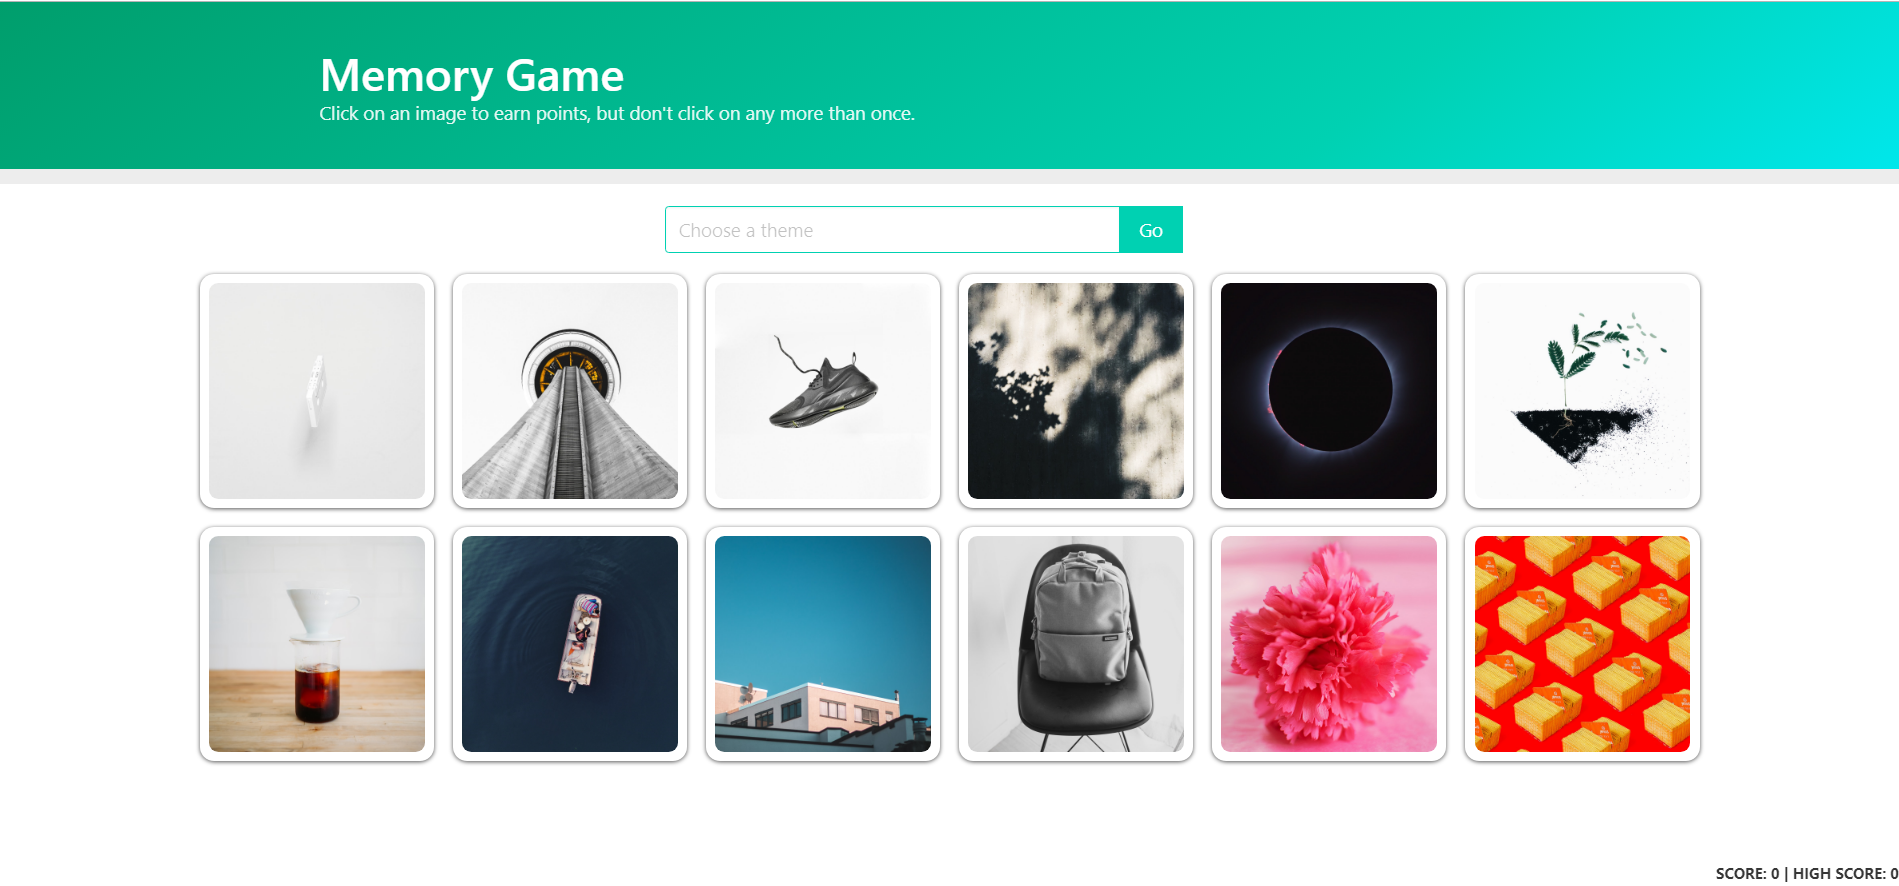 Memory Game
Click on an image to earn points, but don't click on any more than once.
Choose a theme
Go
SCORE: 0 | HIGH SCORE: 0